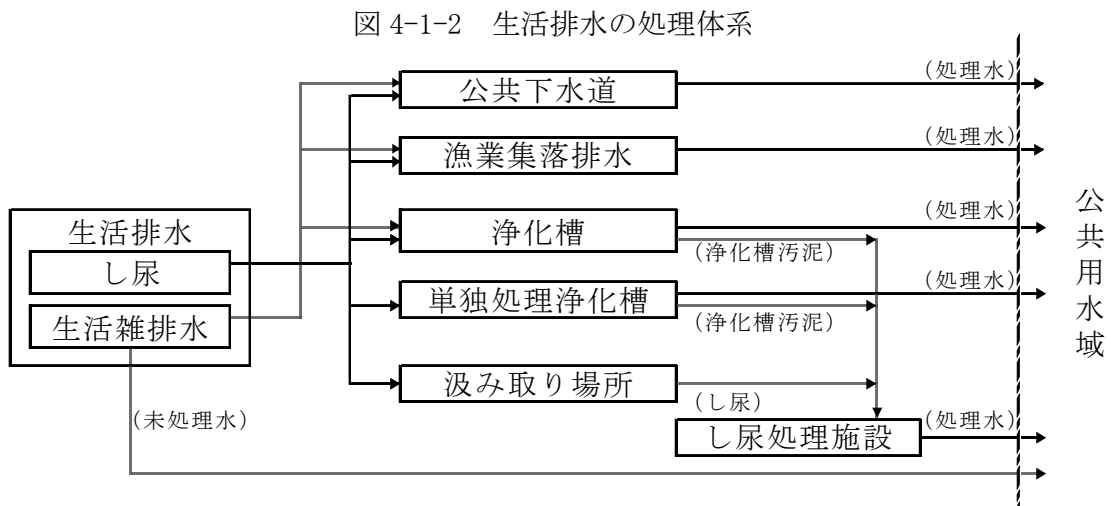 図 4-1-2　生活排水の処理体系
(処理水)
公共下水道
(処理水)
漁業集落排水
(処理水)
生活排水
浄化槽
(浄化槽汚泥)
し尿
(処理水)
単独処理浄化槽
(浄化槽汚泥)
生活雑排水
汲み取り場所
(し尿)
(未処理水)
し尿処理施設
(処理水)
公共用水域